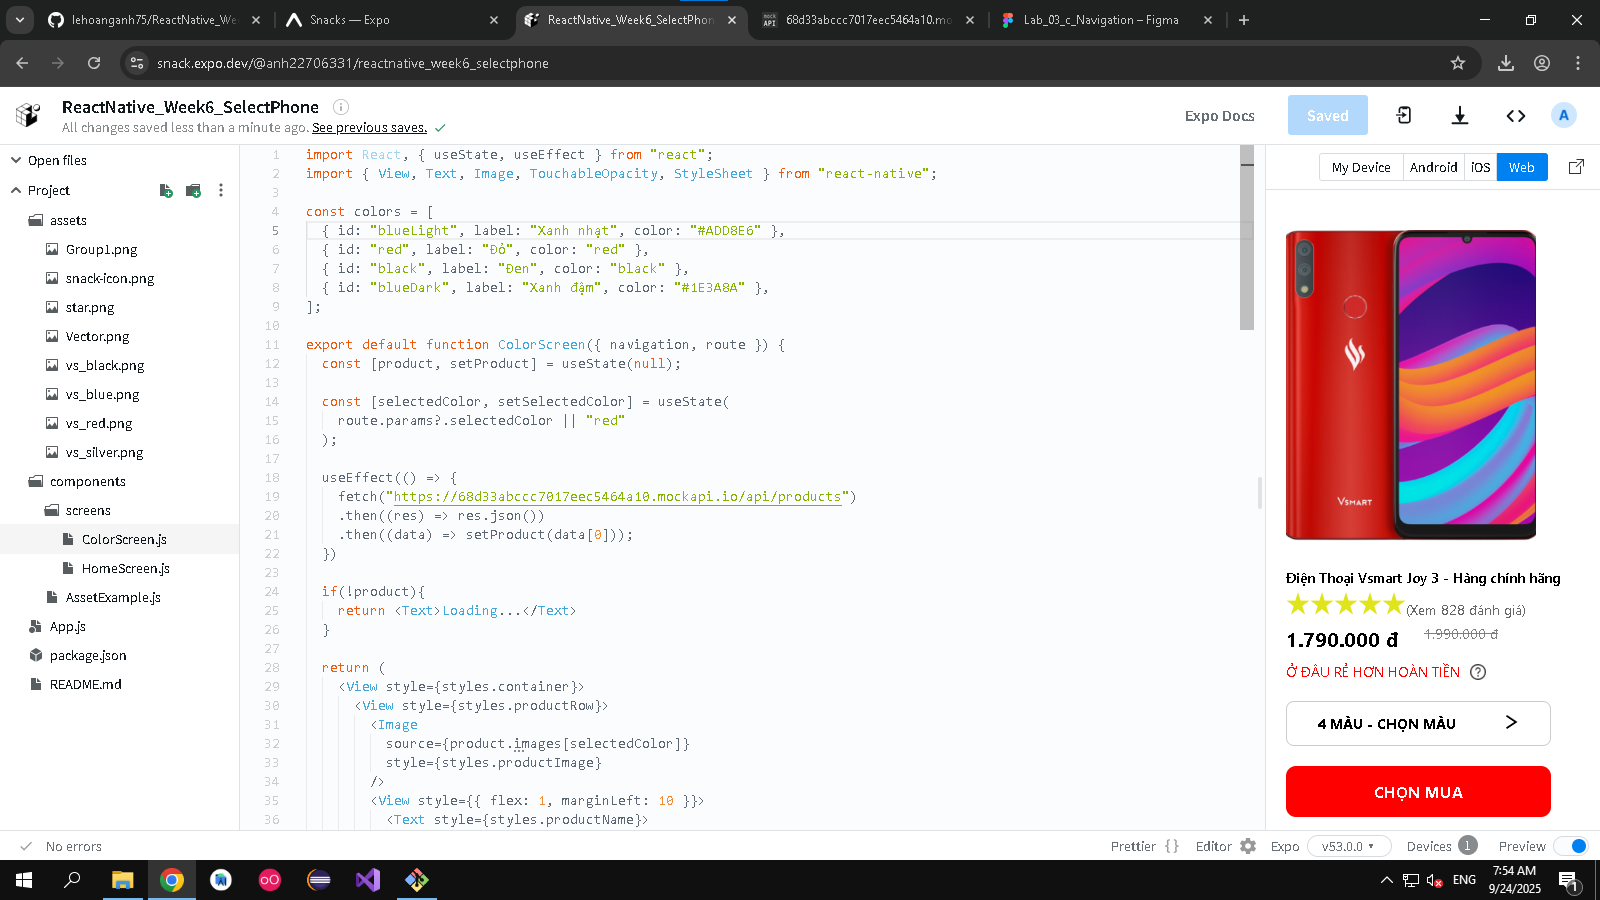 lehoanganh75/ReactNative_We
Snacks — Expo
ReactNative_Week6_SelectPhon
68d33abccc7017eec5464a10.mo
Lab_03_c_Navigation – Figma
snack.expo.dev/@anh22706331/reactnative_week6_selectphone
ReactNative_Week6_SelectPhone
All changes saved less than a minute ago. See previous saves.
Expo Docs
Saved
A
Open files
Project
assets
Group1.png
snack-icon.png
star.png
Vector.png
vs_black.png
vs_blue.png
vs_red.png
vs_silver.png
components
screens
ColorScreen.js
HomeScreen.js
AssetExample.js
App.js
package.json
README.md
1 import React, { useState, useEffect } from "react";
2 import { View, Text, Image, TouchableOpacity, StyleSheet } from "react-native";
3
4 const colors = [
5 { id: "blueLight", label: "Xanh nhạt", color: "#ADD8E6" },
6 { id: "red", label: "Đỏ", color: "red" },
7 { id: "black", label: "Đen", color: "black" },
8 { id: "blueDark", label: "Xanh đậm", color: "#1E3A8A" },
9 ];
10
11 export default function ColorScreen({ navigation, route }) {
12 const [product, setProduct] = useState(null);
13
14 const [selectedColor, setSelectedColor] = useState(
15 route.params?.selectedColor || "red"
16 );
17
18 useEffect(() => {
19 fetch("https://68d33abccc7017eec5464a10.mockapi.io/api/products")
20 .then((res) => res.json())
21 .then((data) => setProduct(data[0]));
22 })
23
24 if(!product){
25 return <Text>Loading...</Text>
26 }
27
28 return (
29 <View style={styles.container}>
30 <View style={styles.productRow}>
31 <Image
32 source={product.images[selectedColor]}
33 style={styles.productImage}
34 />
35 <View style={{ flex: 1, marginLeft: 10 }}>
36 <Text style={styles.productName}>
My Device
Android
iOS
Web
VSMART
Điện Thoại Vsmart Joy 3 - Hàng chính hãng
(Xem 828 đánh giá)
1.790.000 đ
1.990.000 đ
Ở ĐÂU RẺ HƠN HOÀN TIỀN ?
4 MÀU - CHỌN MÀU
CHỌN MUA
No errors
Prettier { }
Editor
Expo
v53.0.0
Devices 1
Preview
ENG
7:54 AM
9/24/2025
1